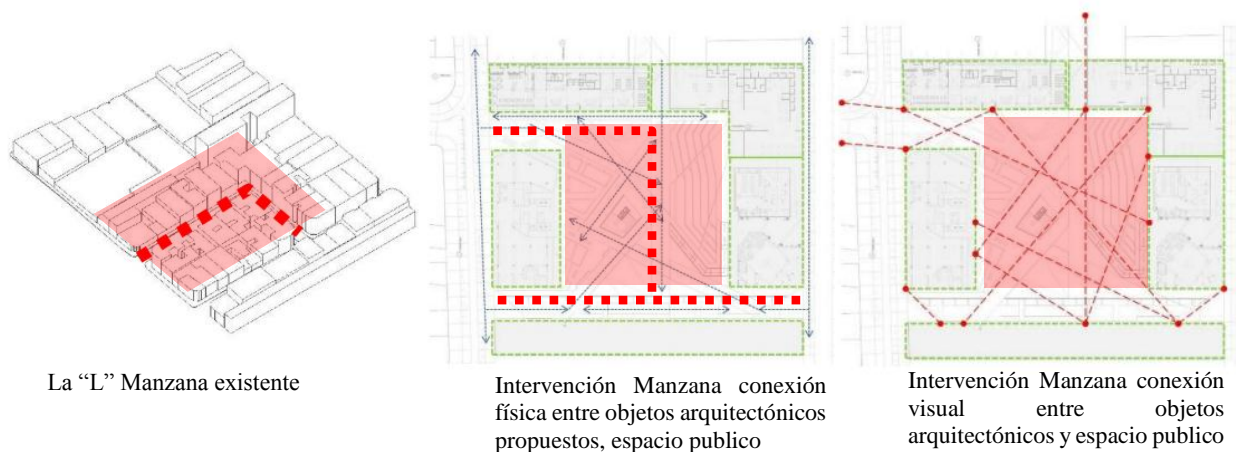 La “L” Manzana existente
Intervención Manzana conexión
física entre objetos arquitectónicos
propuestos, espacio publico
Intervención Manzana conexión
visual entre objetos
arquitectónicos y espacio publico